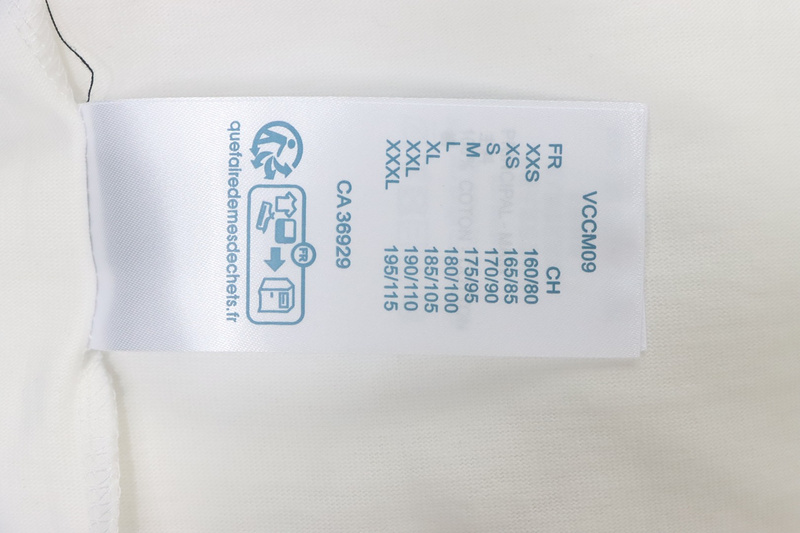 VCCM09
FR CH
XXS 160/80
XS 165/85
S 170/90
M 175/95
L 180/100
XL 185/105
XXL 190/110
XXXL 195/115
CA 36929
FR
quefairedemesdechets.fr